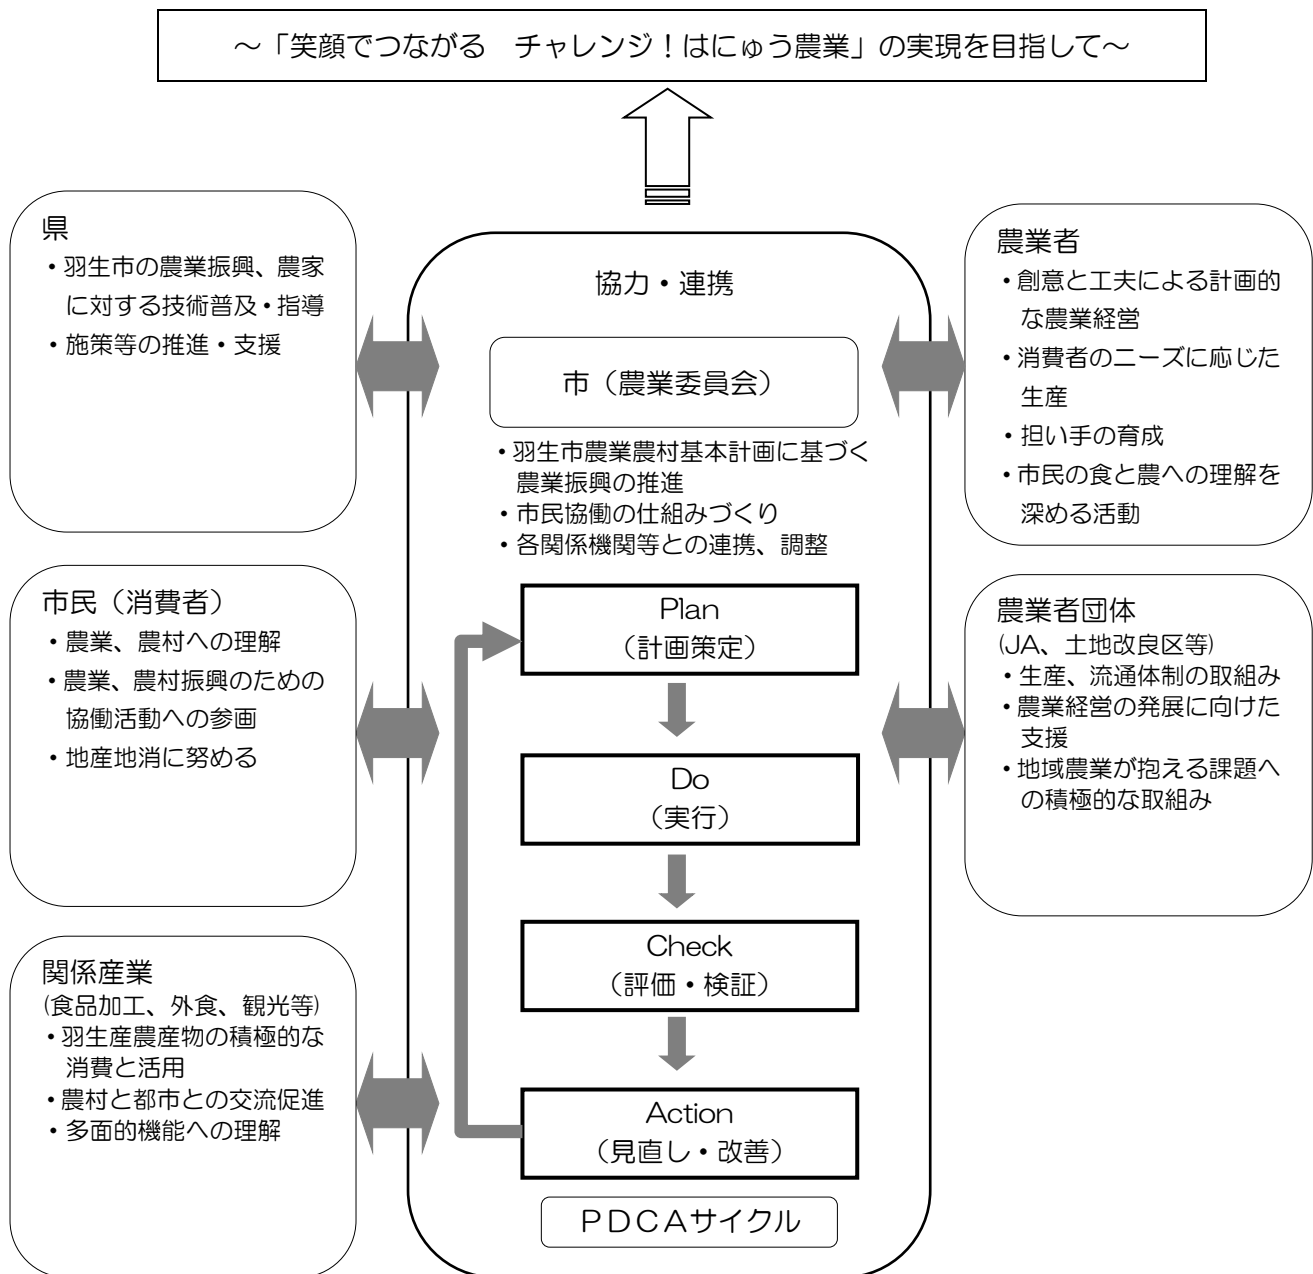 ～「笑顔でつながる　チャレンジ！はにゅう農業」の実現を目指して～
県
・羽生市の農業振興、農家
に対する技術普及・指導
・施策等の推進・支援
市民（消費者）
・農業、農村への理解
・農業、農村振興のための
協働活動への参画
・地産地消に努める
関係産業
(食品加工、外食、観光等)
・羽生産農産物の積極的な
消費と活用
・農村と都市との交流促進
・多面的機能への理解
協力・連携
市（農業委員会）
・羽生市農業農村基本計画に基づく
農業振興の推進
・市民協働の仕組みづくり
・各関係機関等との連携、調整
Plan
（計画策定）
Do
（実行）
Check
（評価・検証）
Action
（見直し・改善）
ＰＤＣＡサイクル
農業者
・創意と工夫による計画的
な農業経営
・消費者のニーズに応じた
生産
・担い手の育成
・市民の食と農への理解を
深める活動
農業者団体
(JA、土地改良区等)
・生産、流通体制の取組み
・農業経営の発展に向けた
支援
・地域農業が抱える課題へ
の積極的な取組み